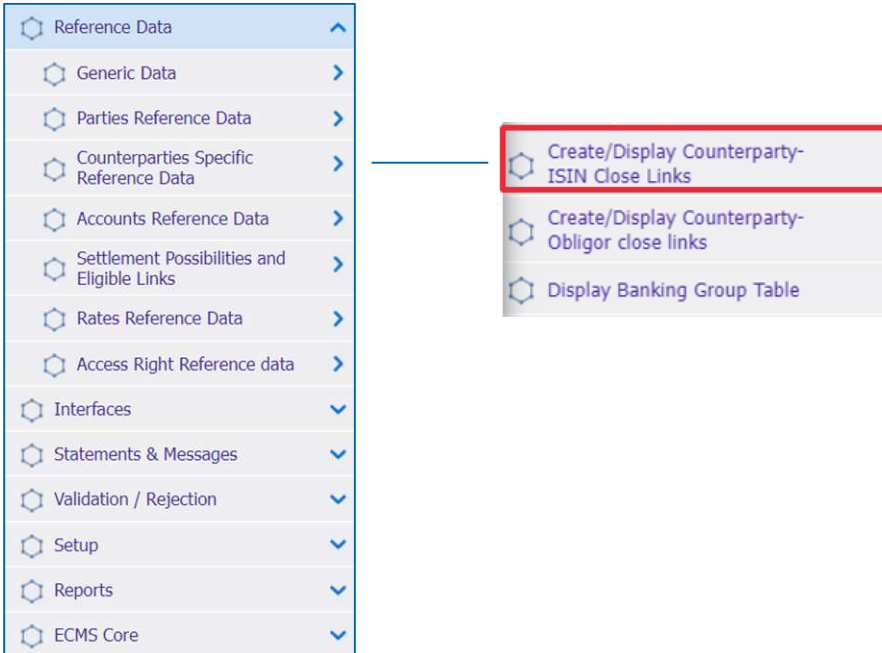 Reference Data
Generic Data
Parties Reference Data
Counterparties Specific
Reference Data
Accounts Reference Data
Settlement Possibilities and
Eligible Links
Rates Reference Data
Access Right Reference data
Interfaces
Statements & Messages
Validation / Rejection
Setup
Reports
ECMS Core
Create/Display Counterparty-
ISIN Close Links
Create/Display Counterparty-
Obligor close links
Display Banking Group Table